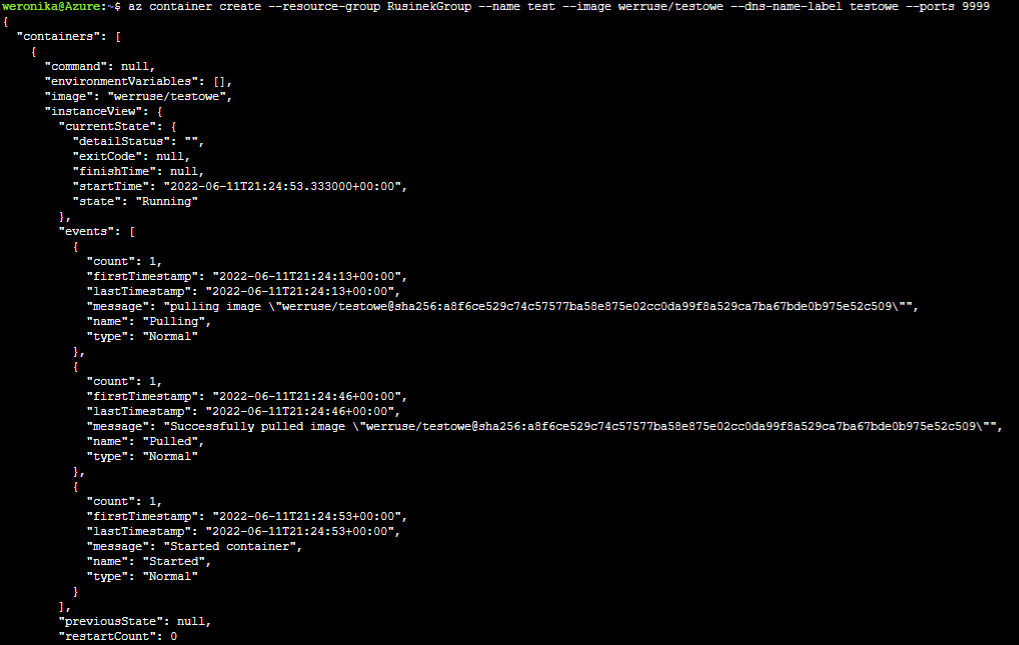 weronika@Azure:~$ az container create --resource-group RusinekGroup --name test --image werruse/testowe --dns-name-label testowe --ports 9999
{
  "containers": [
    {
      "command": null,
      "environmentVariables": [],
      "image": "werruse/testowe",
      "instanceView": {
        "currentState": {
          "detailStatus": "",
          "exitCode": null,
          "finishTime": null,
          "startTime": "2022-06-11T21:24:53.333000+00:00",
          "state": "Running"
        },
        "events": [
          {
            "count": 1,
            "firstTimestamp": "2022-06-11T21:24:13+00:00",
            "lastTimestamp": "2022-06-11T21:24:13+00:00",
            "message": "pulling image \"werruse/testowe@sha256:a8f6ce529c74c57577ba58e875e02cc0da99f8a529ca7ba67bde0b975e52c509\"",
            "name": "Pulling",
            "type": "Normal"
          },
          {
            "count": 1,
            "firstTimestamp": "2022-06-11T21:24:46+00:00",
            "lastTimestamp": "2022-06-11T21:24:46+00:00",
            "message": "Successfully pulled image \"werruse/testowe@sha256:a8f6ce529c74c57577ba58e875e02cc0da99f8a529ca7ba67bde0b975e52c509\"",
            "name": "Pulled",
            "type": "Normal"
          },
          {
            "count": 1,
            "firstTimestamp": "2022-06-11T21:24:53+00:00",
            "lastTimestamp": "2022-06-11T21:24:53+00:00",
            "message": "Started container",
            "name": "Started",
            "type": "Normal"
          }
        ],
        "previousState": null,
        "restartCount": 0